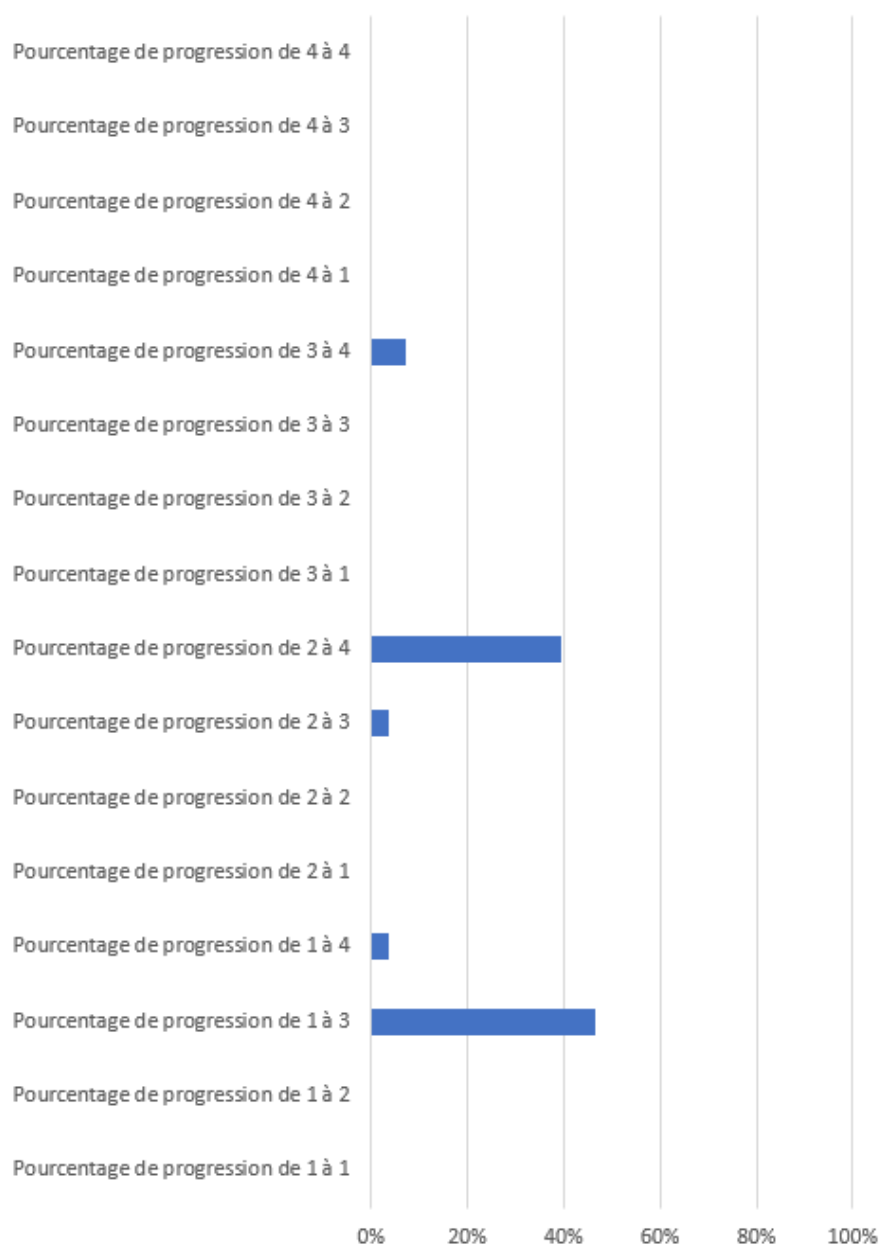 Pourcentage de progression de 4 à 4
Pourcentage de progression de 4 à 3
Pourcentage de progression de 4 à 2
Pourcentage de progression de 4 à 1
Pourcentage de progression de 3 à 4
Pourcentage de progression de 3 à 3
Pourcentage de progression de 3 à 2
Pourcentage de progression de 3 à 1
Pourcentage de progression de 2 à 4
Pourcentage de progression de 2 à 3
Pourcentage de progression de 2 à 2
Pourcentage de progression de 2 à 1
Pourcentage de progression de 1 à 4
Pourcentage de progression de 1 à 3
Pourcentage de progression de 1 à 2
Pourcentage de progression de 1 à 1
0% 20% 40% 60% 80% 100%